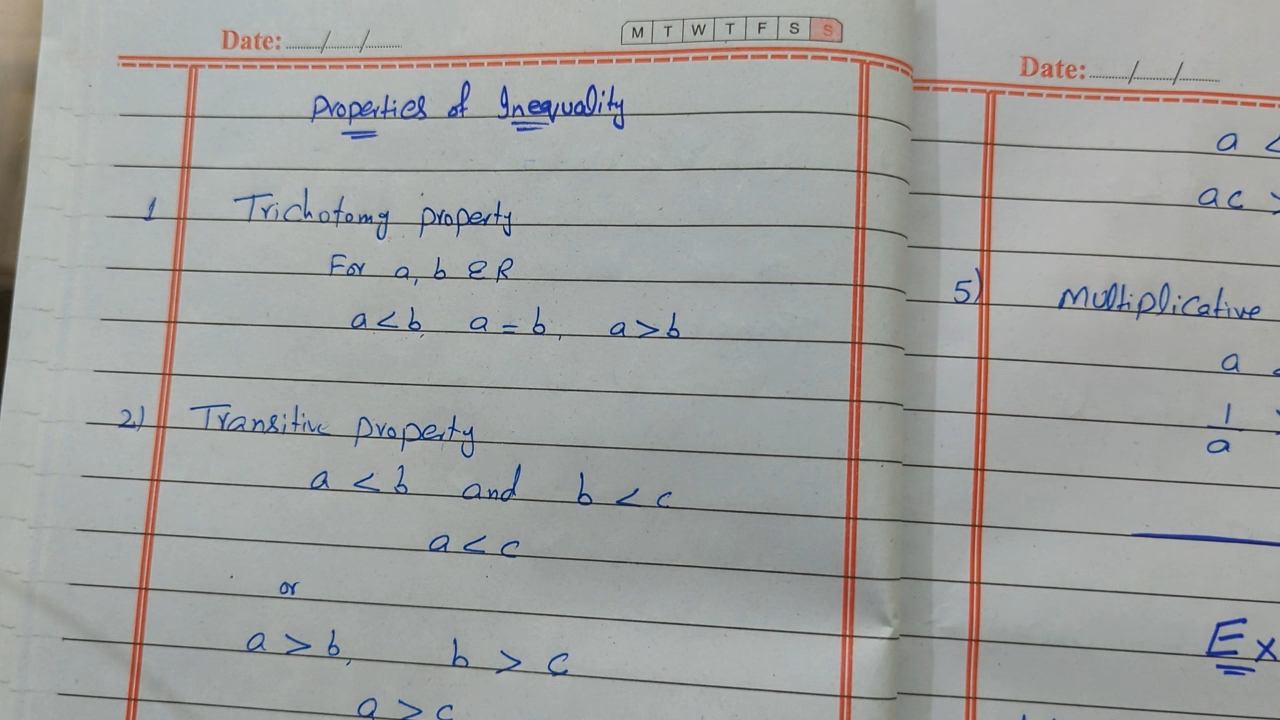 Date: ....../....../......
M T W T F S S
Properties of Inequality
1 Trichotomy property
For a, b ∈ R
a < b, a = b, a > b
2) Transitive property
a < b and b < c
a < c
or
a > b, b > c
a > c
Date: ....../....../......
a <
ac >
5) Multiplicative
a <
1
a
Ex